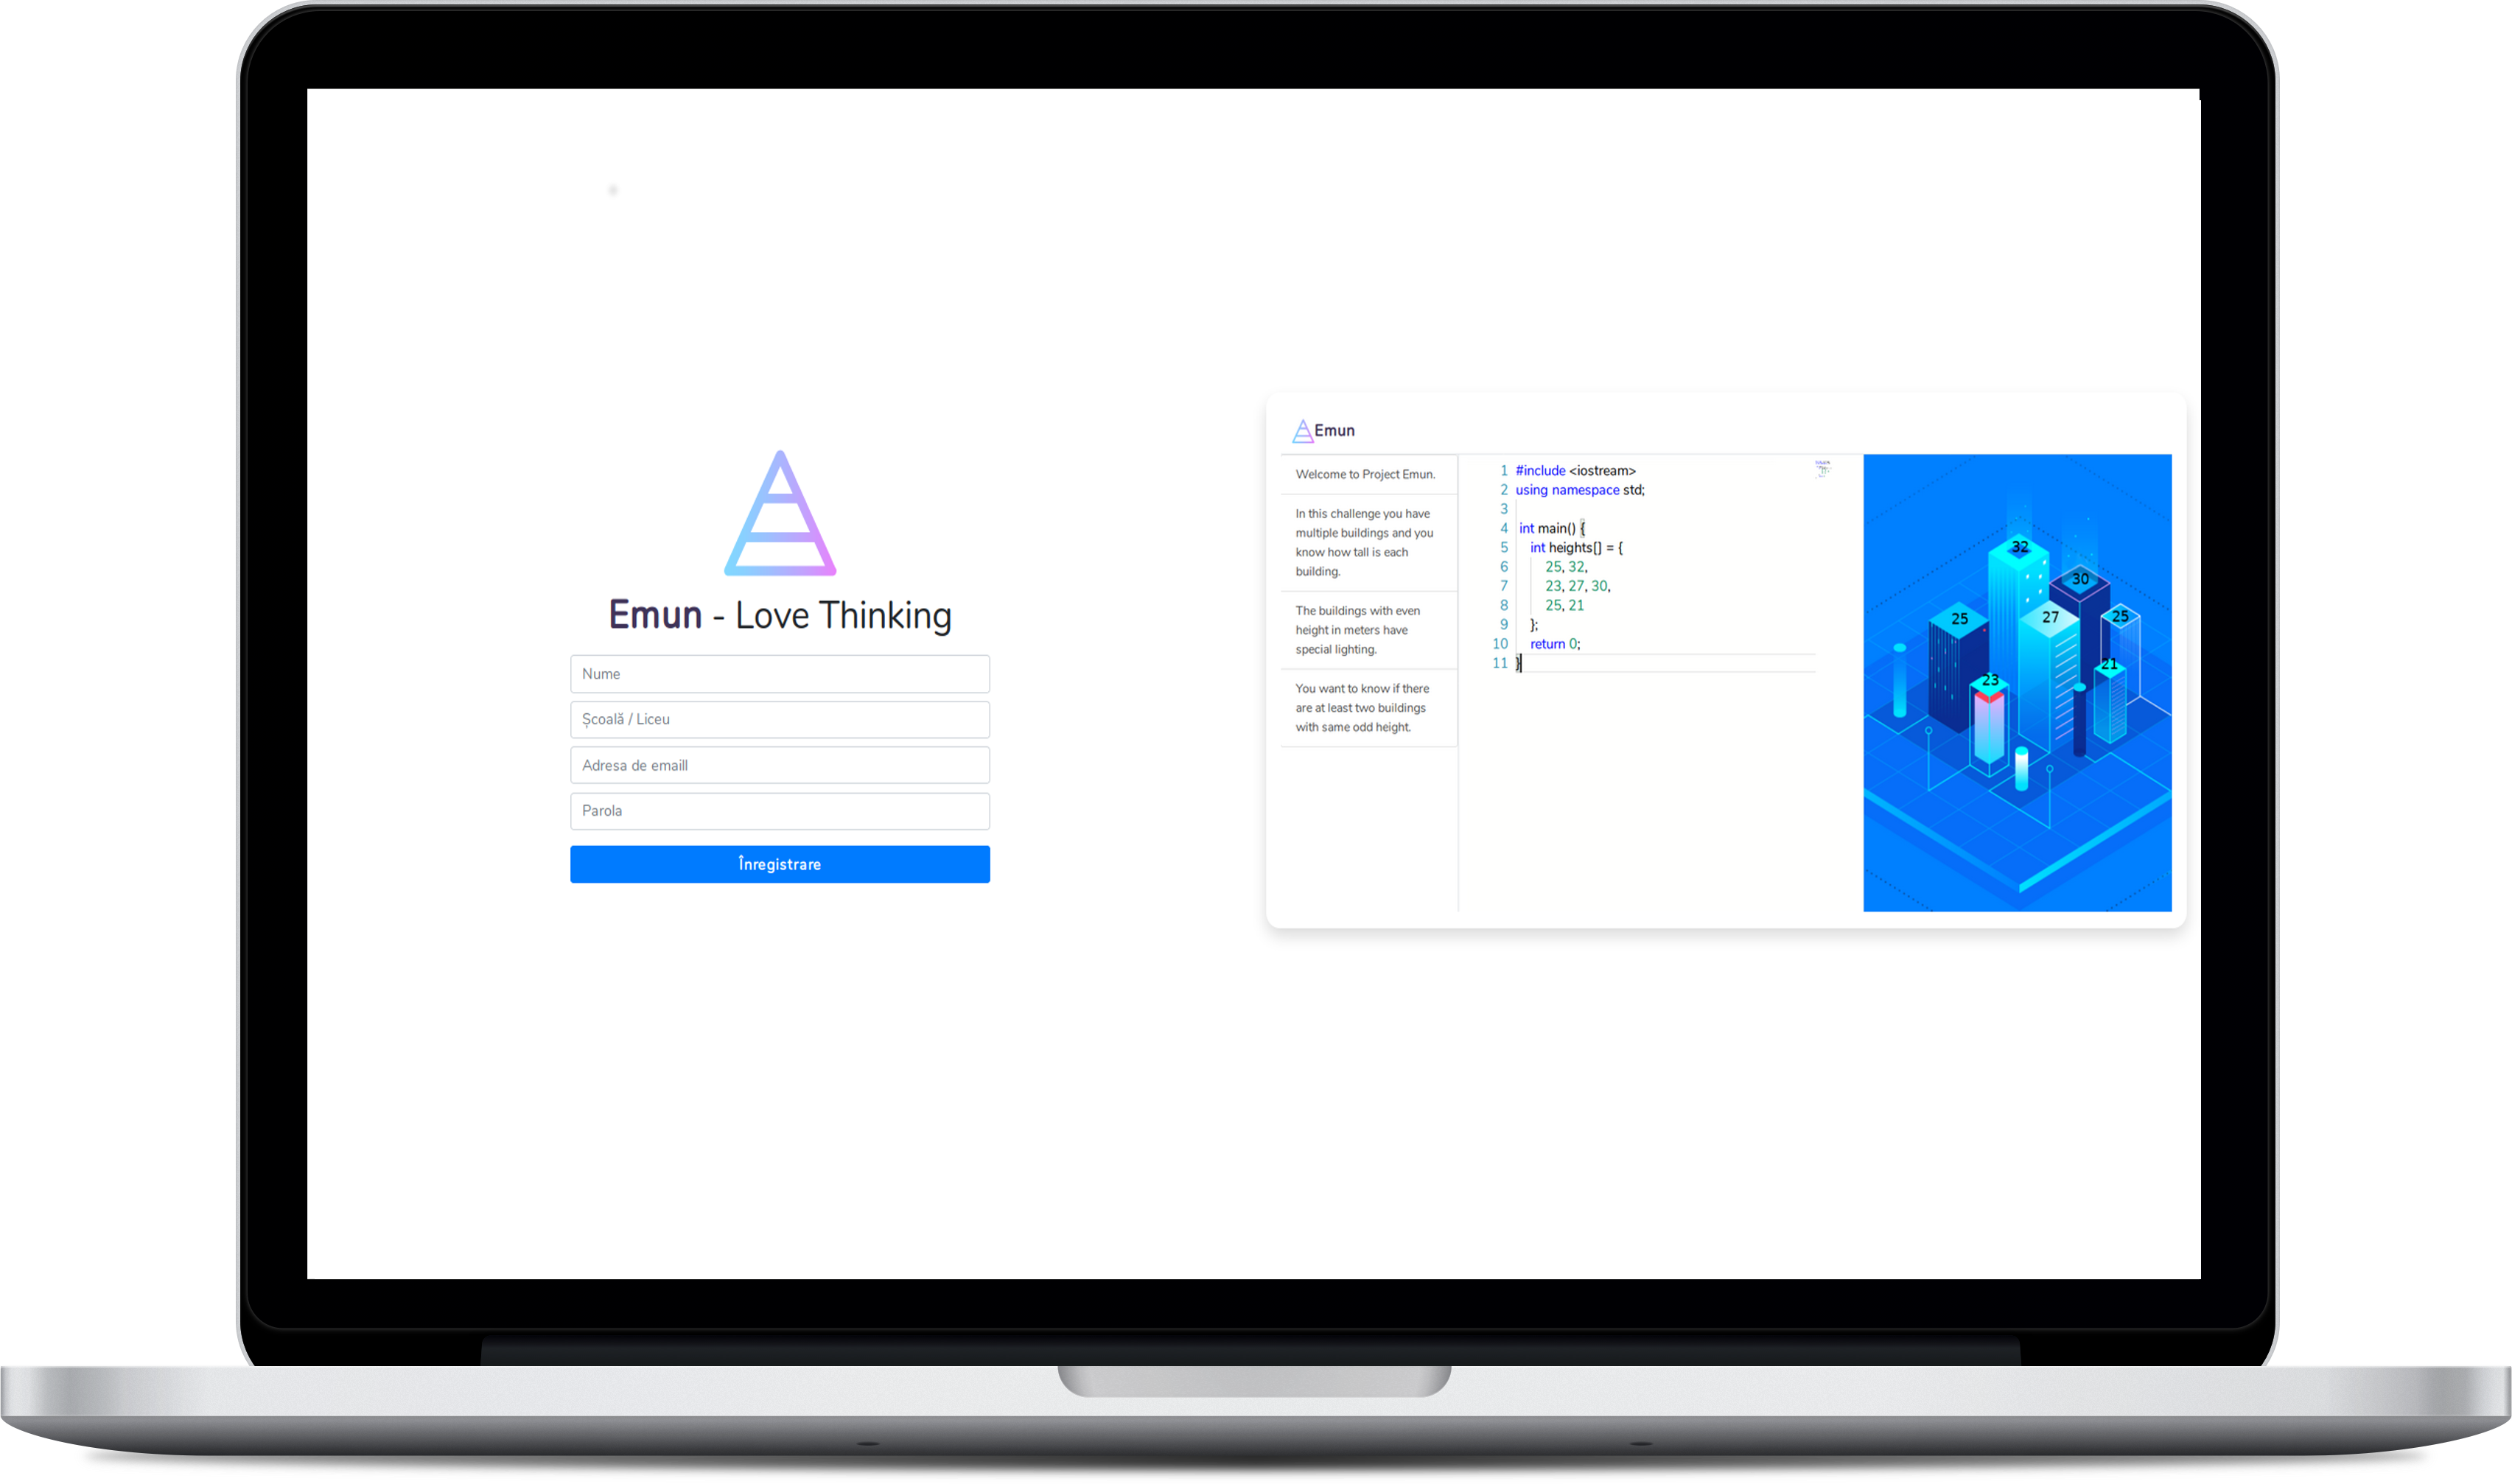 Emun - Love Thinking
Nume
Școală / Liceu
Adresa de emaill
Parola
Înregistrare
Emun
Welcome to Project Emun.
In this challenge you have
multiple buildings and you
know how tall is each
building.
The buildings with even
height in meters have
special lighting.
You want to know if there
are at least two buildings
with same odd height.
1 #include <iostream>
2 using namespace std;
3
4 int main() {
5 int heights[] = {
6 25, 32,
7 23, 27, 30,
8 25, 21
9 };
10 return 0;
11 }
32
30
25
27
25
21
23